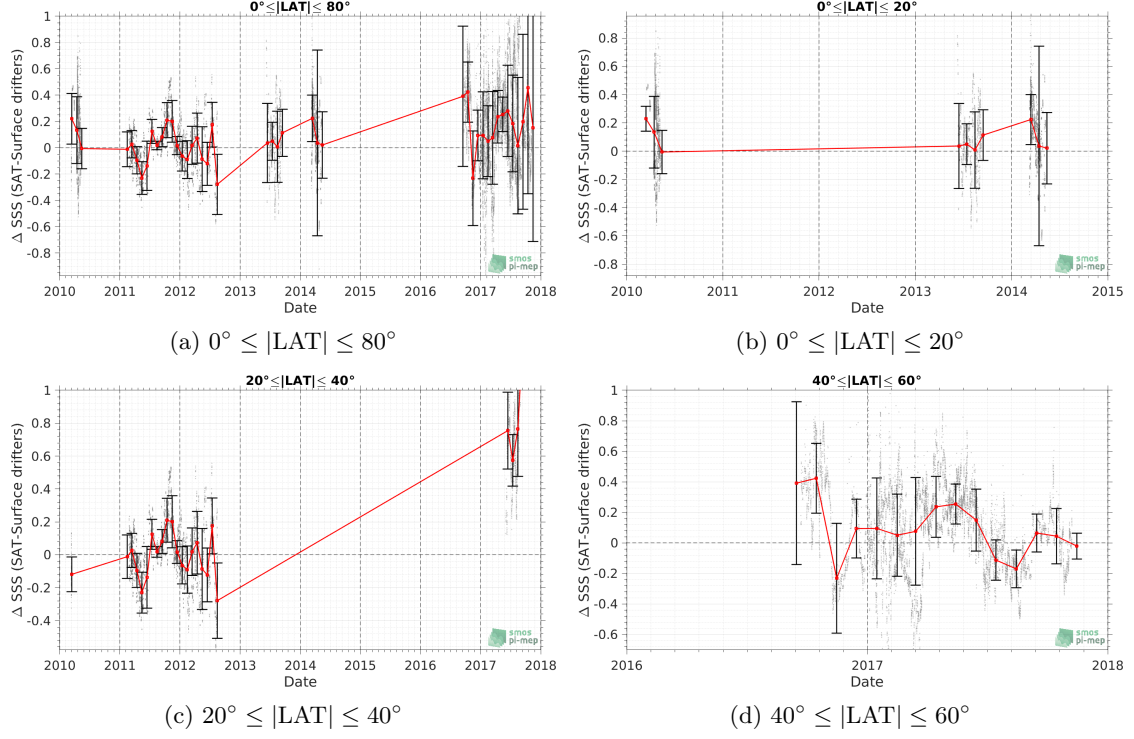 0°≤|LAT|≤ 80°
Δ SSS (SAT-Surface drifters)
1
0.8
0.6
0.4
0.2
0
-0.2
-0.4
-0.6
-0.8
smos
pi-mep
2010 2011 2012 2013 2014 2015 2016 2017 2018
Date
(a) 0° ≤ |LAT| ≤ 80°
0°≤|LAT|≤ 20°
Δ SSS (SAT-Surface drifters)
0.8
0.6
0.4
0.2
0
-0.2
-0.4
-0.6
-0.8
smos
pi-mep
2010 2011 2012 2013 2014 2015
Date
(b) 0° ≤ |LAT| ≤ 20°
20°≤|LAT|≤ 40°
Δ SSS (SAT-Surface drifters)
1
0.8
0.6
0.4
0.2
0
-0.2
-0.4
smos
pi-mep
2010 2011 2012 2013 2014 2015 2016 2017 2018
Date
(c) 20° ≤ |LAT| ≤ 40°
40°≤|LAT|≤ 60°
Δ SSS (SAT-Surface drifters)
1
0.8
0.6
0.4
0.2
0
-0.2
-0.4
-0.6
smos
pi-mep
2016 2017 2018
Date
(d) 40° ≤ |LAT| ≤ 60°